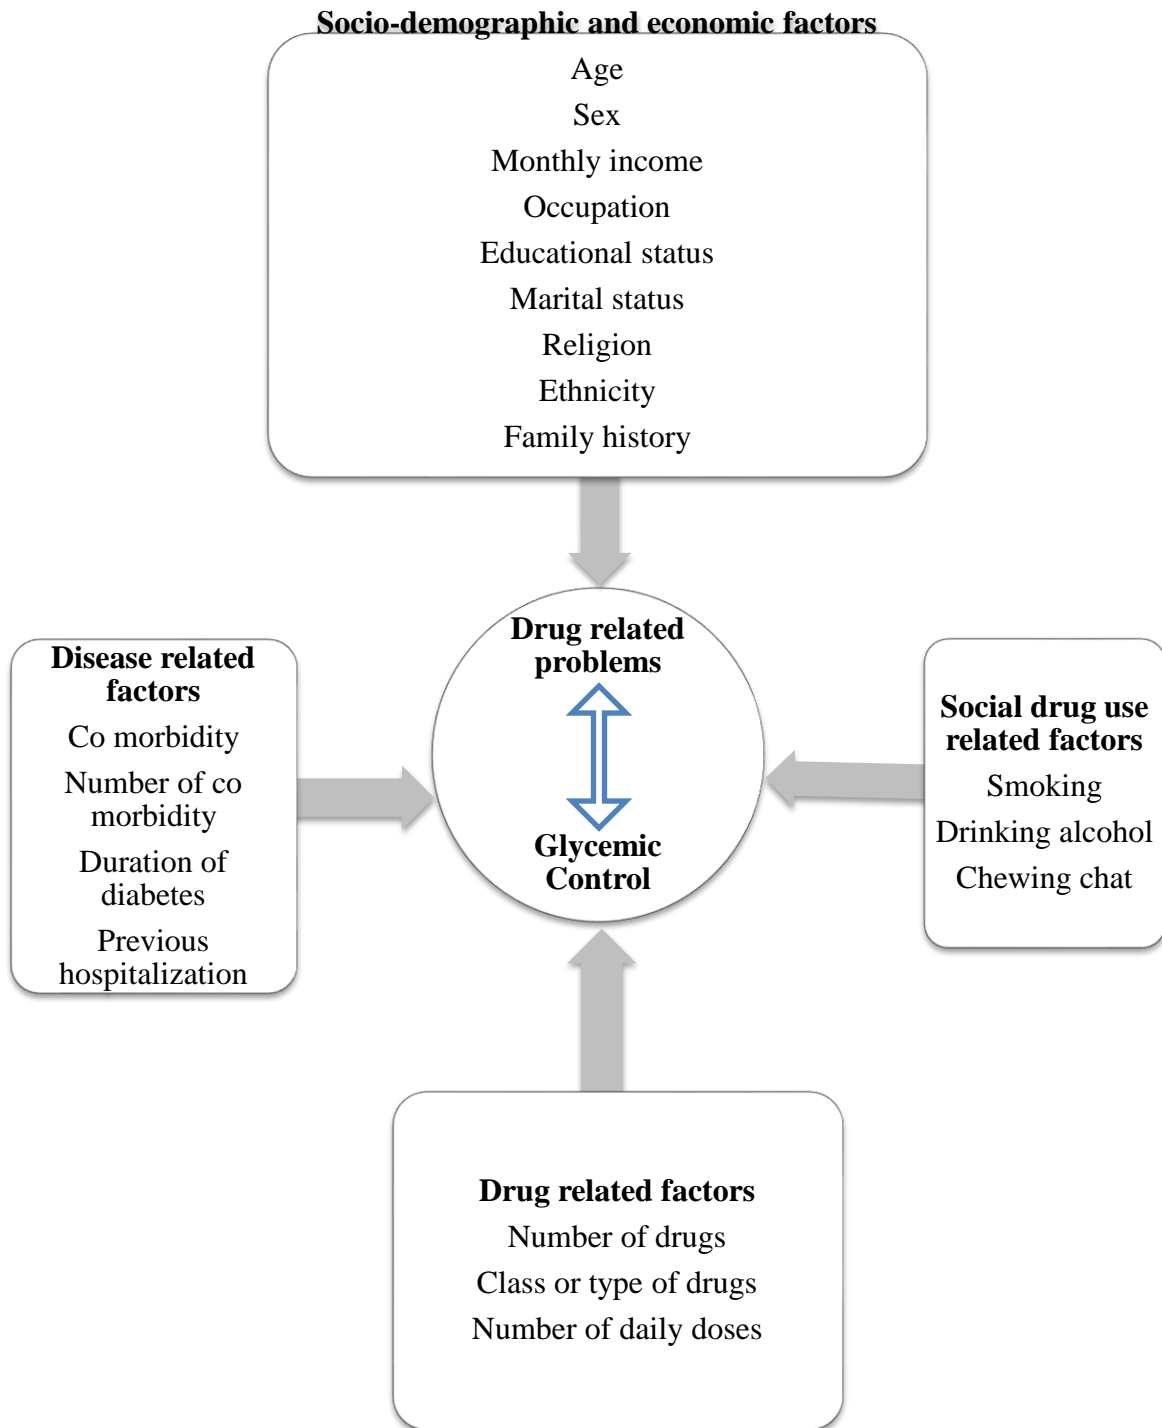 Socio-demographic and economic factors
Age
Sex
Monthly income
Occupation
Educational status
Marital status
Religion
Ethnicity
Family history
Drug related
problems
Glycemic
Control
Disease related
factors
Co morbidity
Number of co
morbidity
Duration of
diabetes
Previous
hospitalization
Social drug use
related factors
Smoking
Drinking alcohol
Chewing chat
Drug related factors
Number of drugs
Class or type of drugs
Number of daily doses